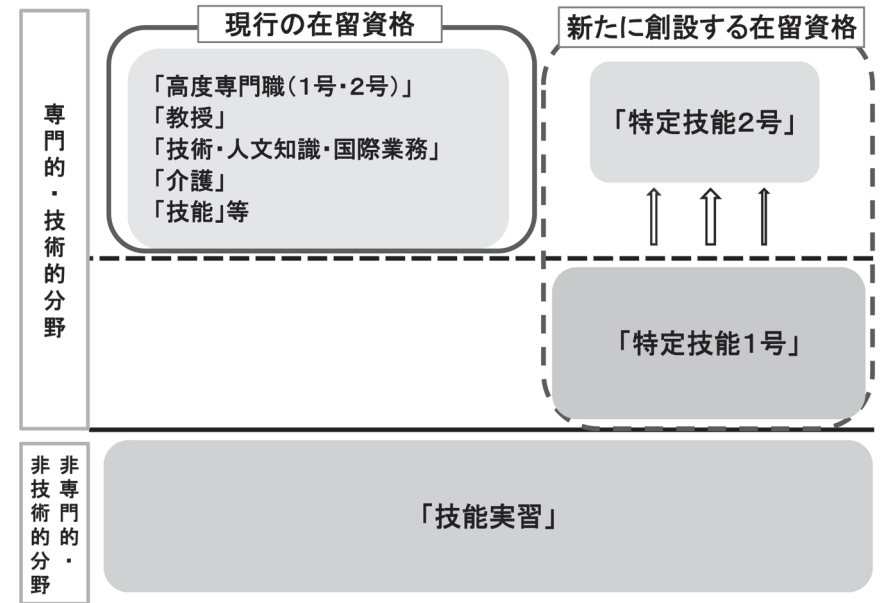 現行の在留資格
新たに創設する在留資格
専門的・技術的分野
「高度専門職(1号・2号)」
「教授」
「技術・人文知識・国際業務」
「介護」
「技能」等
「特定技能2号」
「特定技能1号」
非専門的・
非技術的分野
「技能実習」